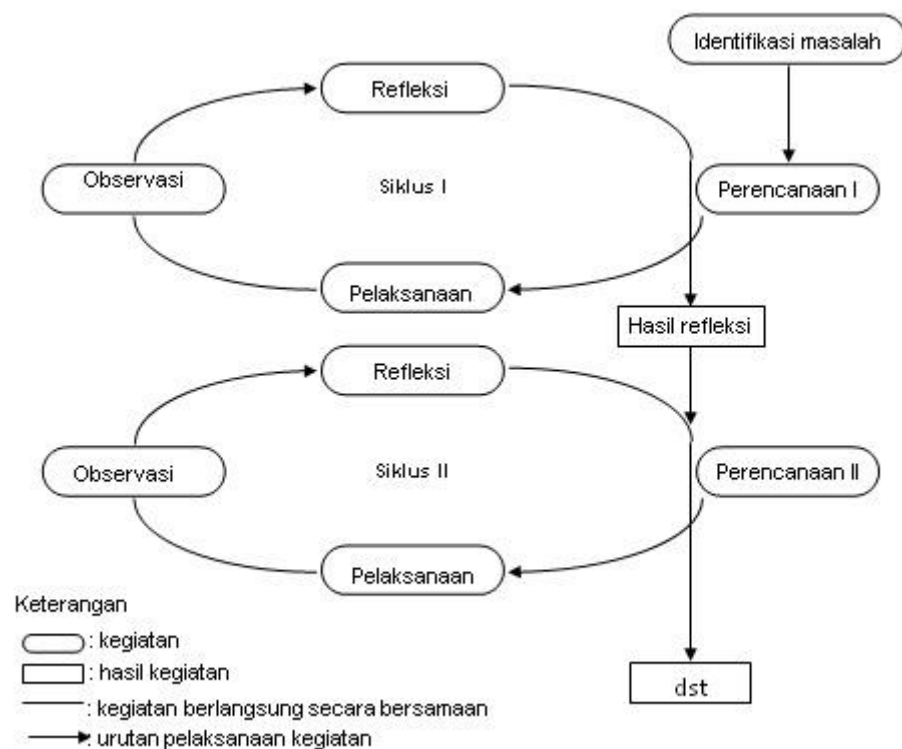 Identifikasi masalah
Refleksi
Observasi
Siklus I
Perencanaan I
Pelaksanaan
Hasil refleksi
Refleksi
Observasi
Siklus II
Perencanaan II
Pelaksanaan
Keterangan
: kegiatan
: hasil kegiatan
: kegiatan berlangsung secara bersamaan
: urutan pelaksanaan kegiatan
dst